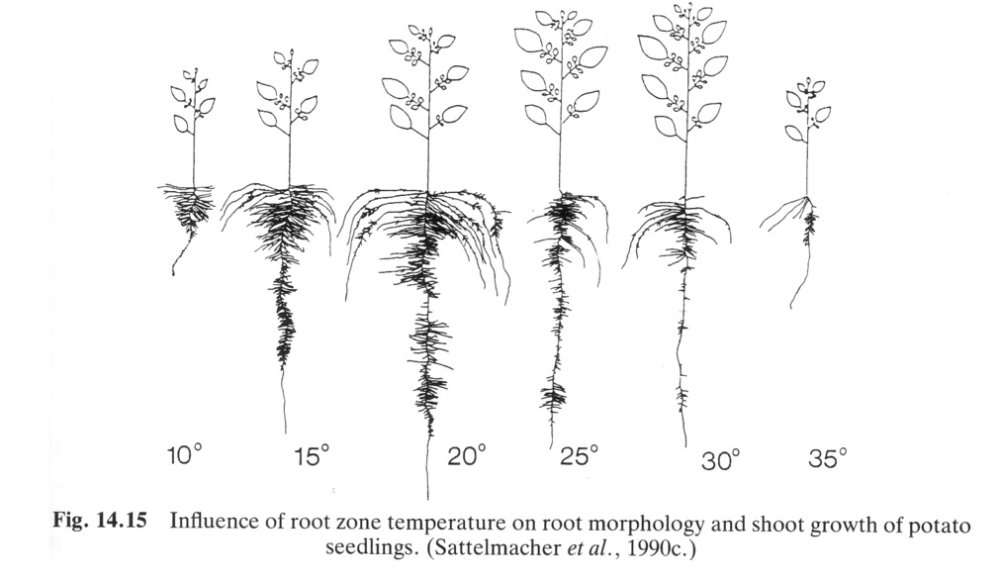 10° 15° 20° 25° 30° 35°
Fig. 14.15 Influence of root zone temperature on root morphology and shoot growth of potato
seedlings. (Sattelmacher et al., 1990c.)